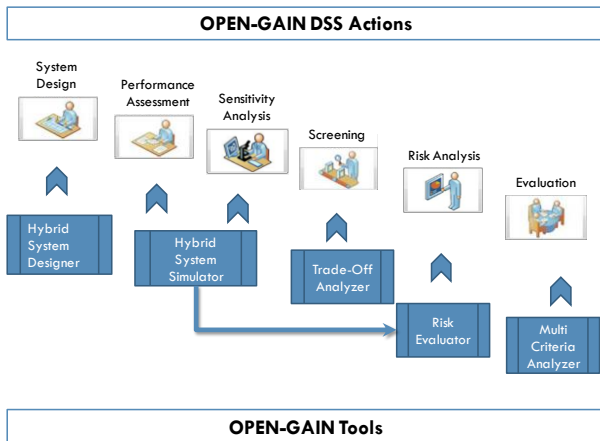 OPEN-GAIN DSS Actions
System
Design
Performance
Assessment
Sensitivity
Analysis
Screening
Risk Analysis
Evaluation
Hybrid
System
Designer
Hybrid
System
Simulator
Trade-Off
Analyzer
Risk
Evaluator
Multi
Criteria
Analyzer
OPEN-GAIN Tools